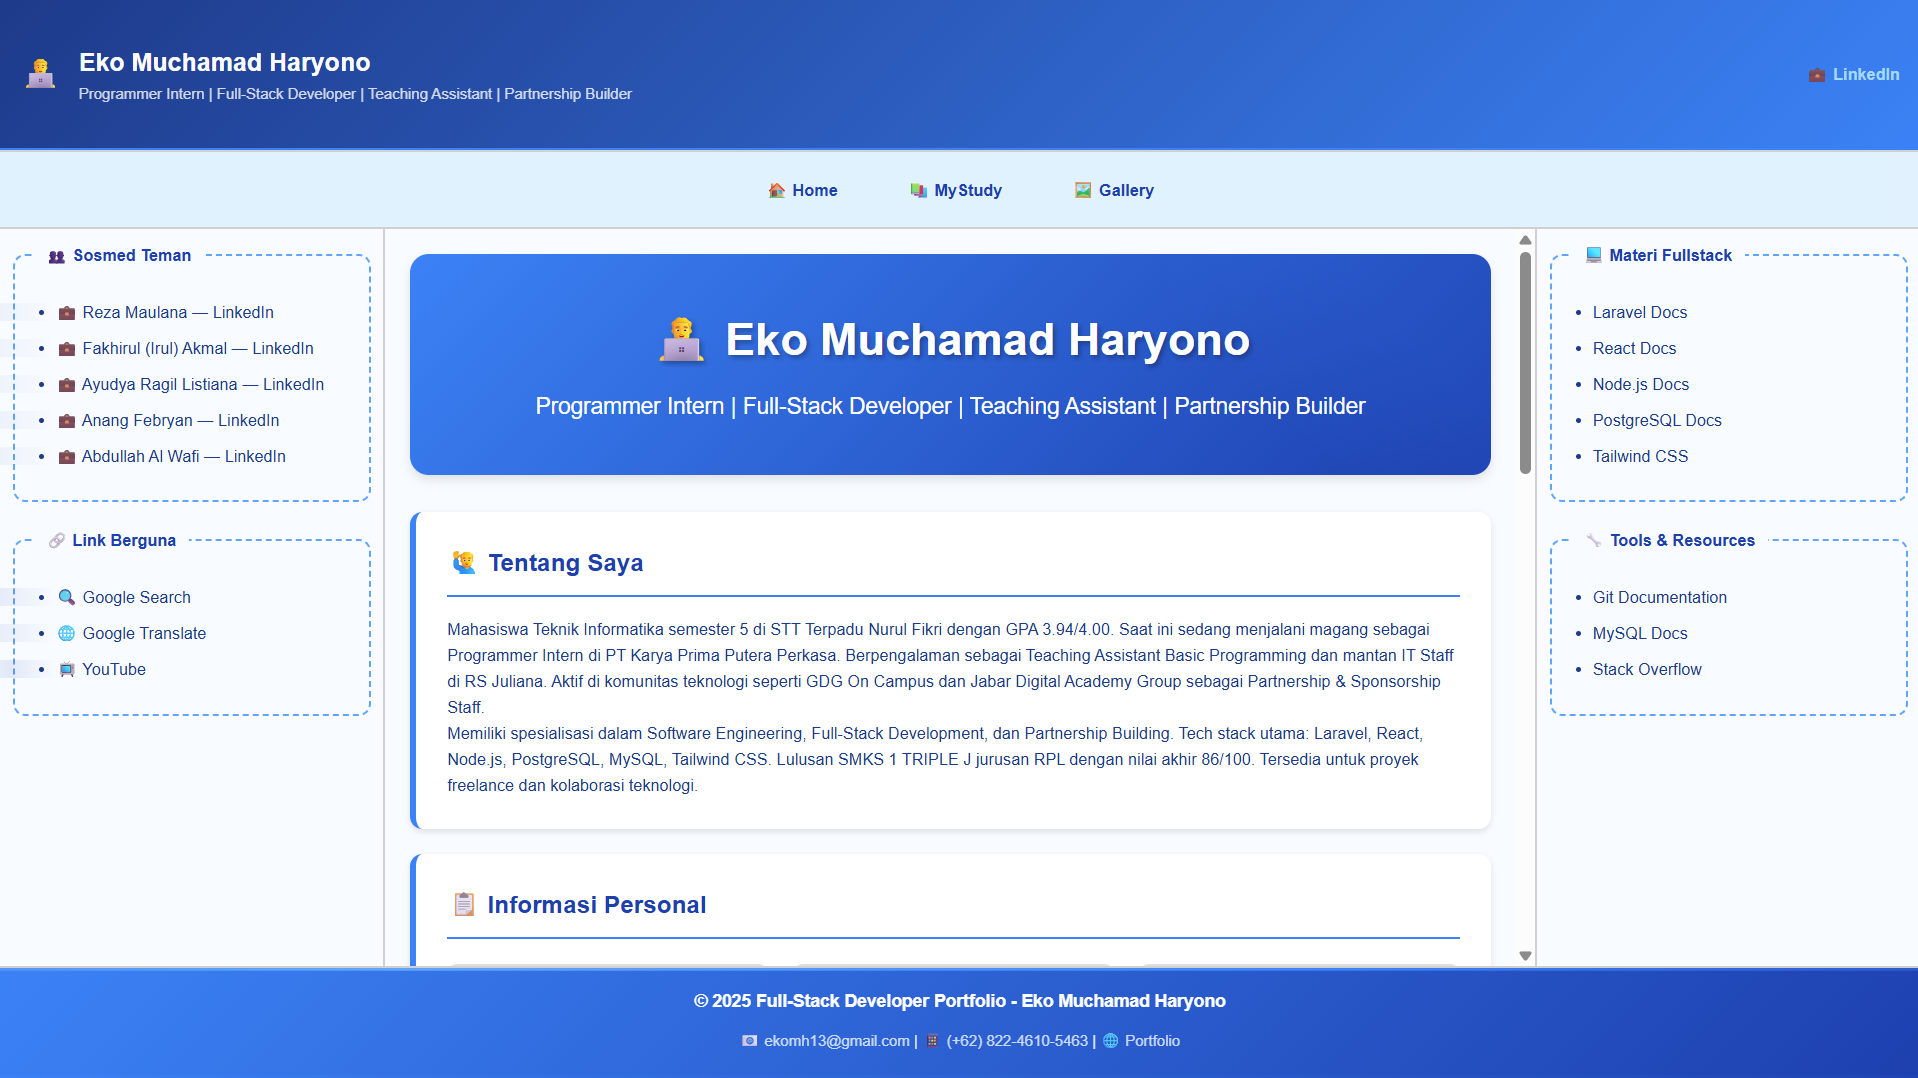 Eko Muchamad Haryono
Programmer Intern | Full-Stack Developer | Teaching Assistant | Partnership Builder
LinkedIn
Home
MyStudy
Gallery
Sosmed Teman
Reza Maulana — LinkedIn
Fakhirul (Irul) Akmal — LinkedIn
Ayudya Ragil Listiana — LinkedIn
Anang Febryan — LinkedIn
Abdullah Al Wafi — LinkedIn
Link Berguna
Google Search
Google Translate
YouTube
Eko Muchamad Haryono
Programmer Intern | Full-Stack Developer | Teaching Assistant | Partnership Builder
Tentang Saya
Mahasiswa Teknik Informatika semester 5 di STT Terpadu Nurul Fikri dengan GPA 3.94/4.00. Saat ini sedang menjalani magang sebagai
Programmer Intern di PT Karya Prima Putera Perkasa. Berpengalaman sebagai Teaching Assistant Basic Programming dan mantan IT Staff
di RS Juliana. Aktif di komunitas teknologi seperti GDG On Campus dan Jabar Digital Academy Group sebagai Partnership & Sponsorship
Staff.
Memiliki spesialisasi dalam Software Engineering, Full-Stack Development, dan Partnership Building. Tech stack utama: Laravel, React,
Node.js, PostgreSQL, MySQL, Tailwind CSS. Lulusan SMKS 1 TRIPLE J jurusan RPL dengan nilai akhir 86/100. Tersedia untuk proyek
freelance dan kolaborasi teknologi.
Informasi Personal
Materi Fullstack
Laravel Docs
React Docs
Node.js Docs
PostgreSQL Docs
Tailwind CSS
Tools & Resources
Git Documentation
MySQL Docs
Stack Overflow
© 2025 Full-Stack Developer Portfolio - Eko Muchamad Haryono
ekomh13@gmail.com | (+62) 822-4610-5463 | Portfolio